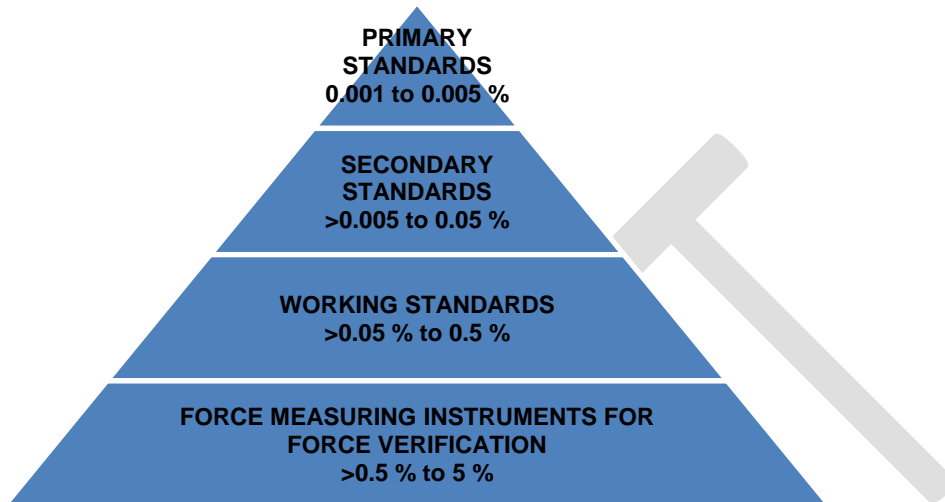 PRIMARY
STANDARDS
0.001 to 0.005 %
SECONDARY
STANDARDS
>0.005 to 0.05 %
WORKING STANDARDS
>0.05 % to 0.5 %
FORCE MEASURING INSTRUMENTS FOR
FORCE VERIFICATION
>0.5 % to 5 %